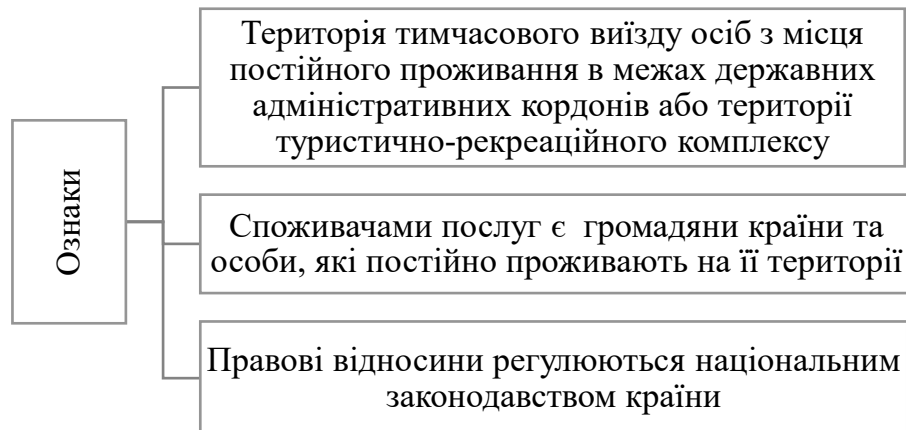 Ознаки
Територія тимчасового виїзду осіб з місця
постійного проживання в межах державних
адміністративних кордонів або території
туристично-рекреаційного комплексу
Споживачами послуг є громадяни країни та
особи, які постійно проживають на її території
Правові відносини регулюються національним
законодавством країни